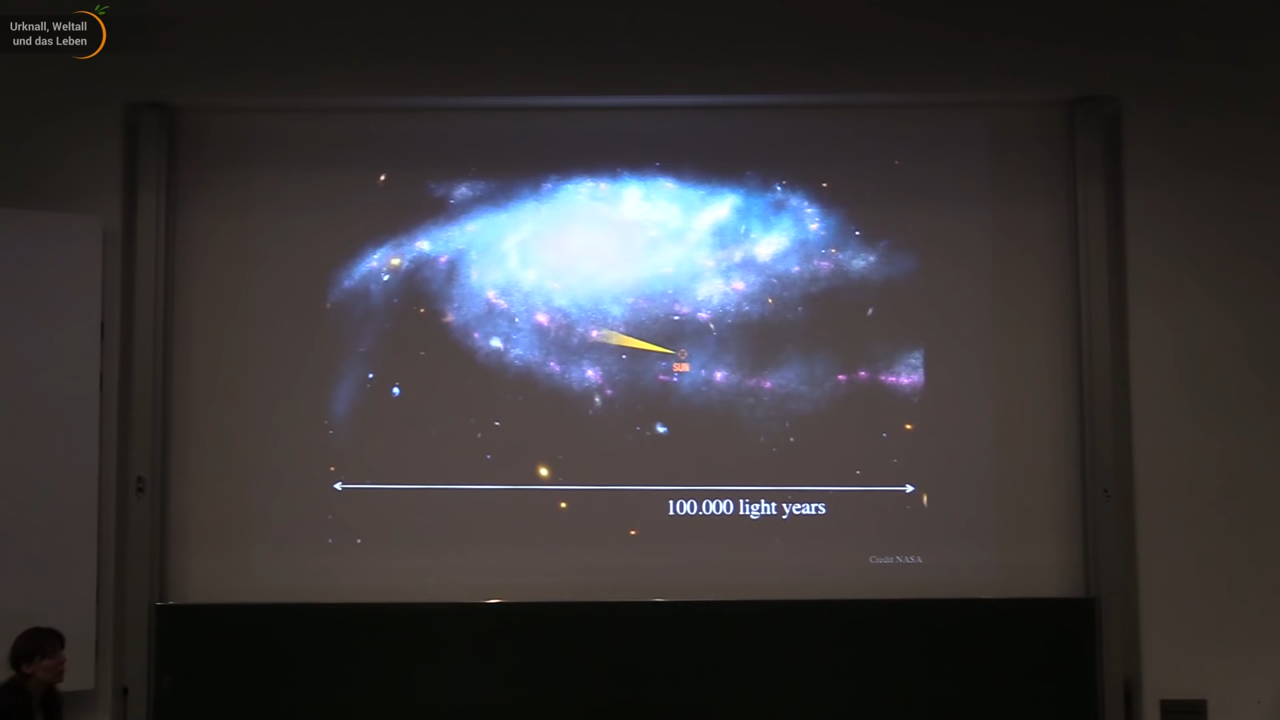 Urknall, Weltall
und das Leben
SUN
100.000 light years
Credit NASA